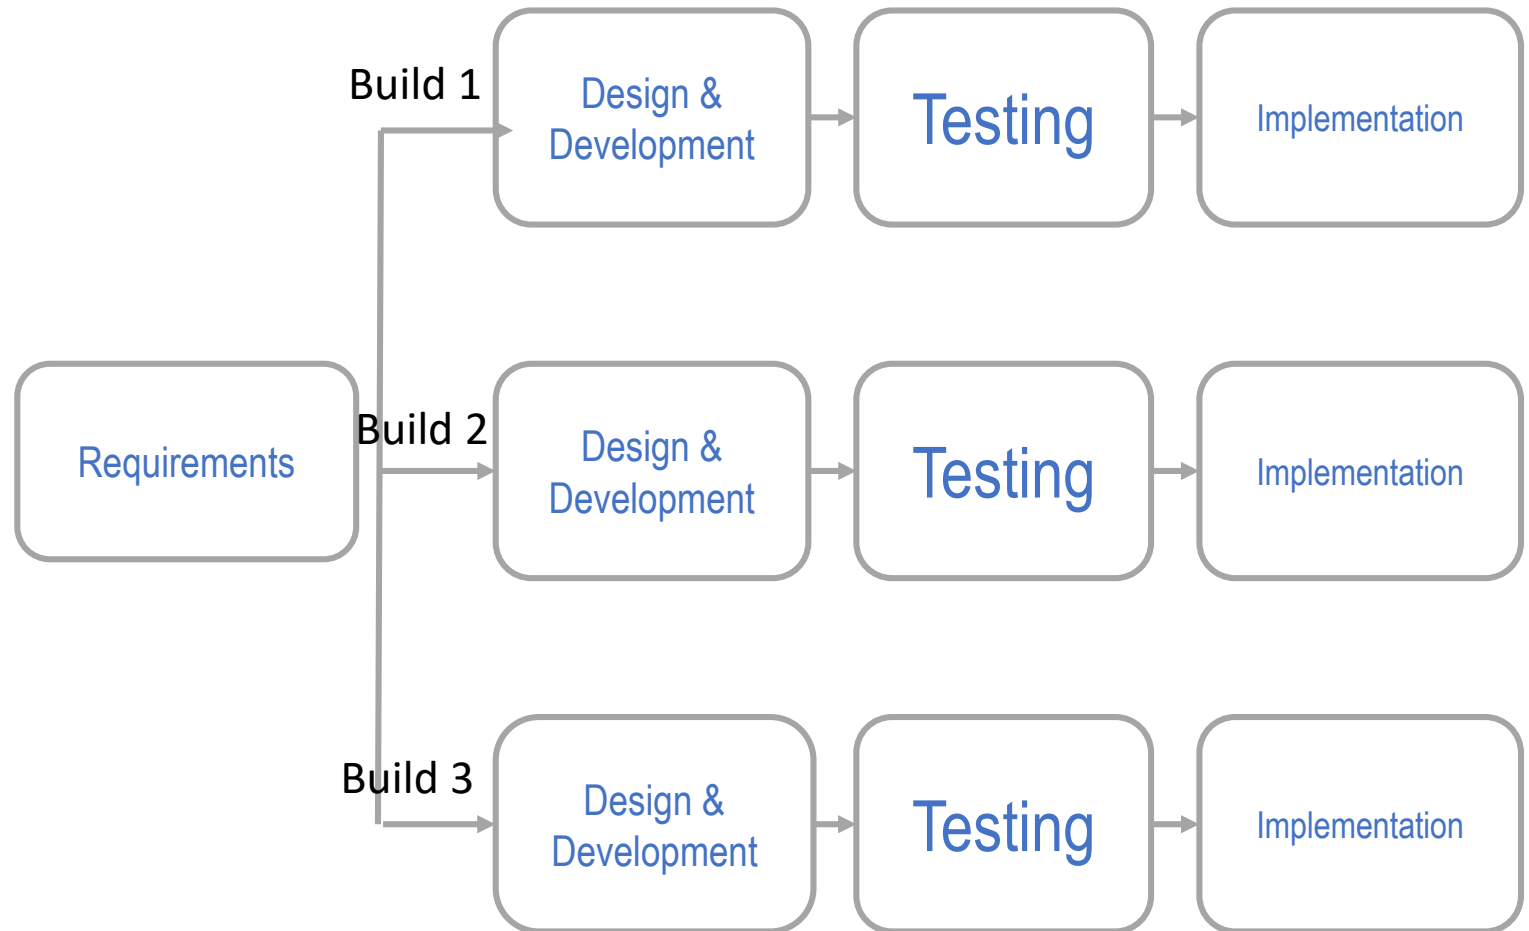 Build 1
Design &
Development
Testing
Implementation
Requirements
Build 2
Design &
Development
Testing
Implementation
Build 3
Design &
Development
Testing
Implementation